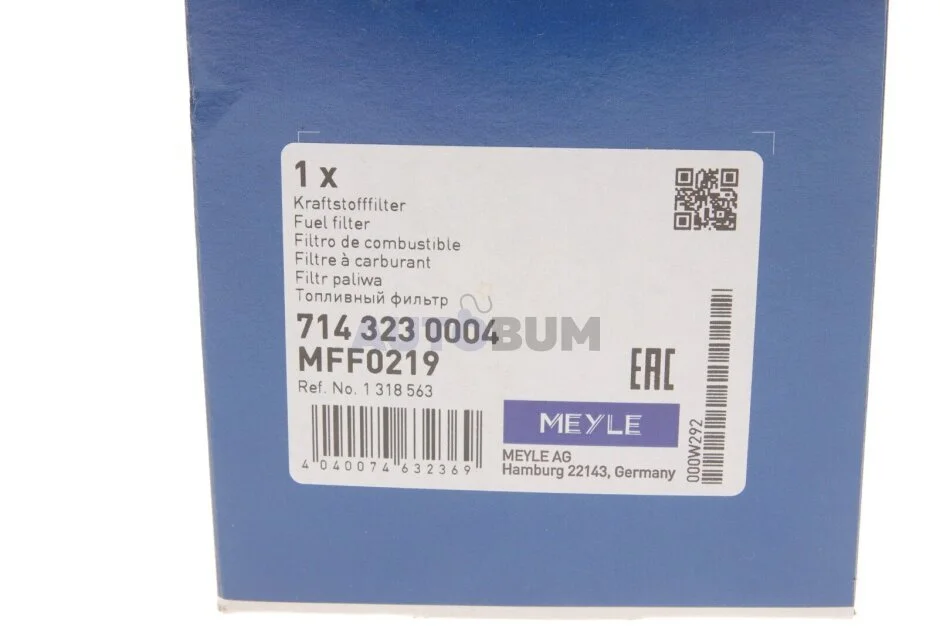 1 x
Kraftstofffilter
Fuel filter
Filtro de combustible
Filtre à carburant
Filtr paliwa
Топливный фильтр
714 323 0004
AUTOBUM
MFF0219
Ref. No. 1 318 563
EAC
4 040074 632369
MEYLE
MEYLE AG
Hamburg 22143, Germany
000W292